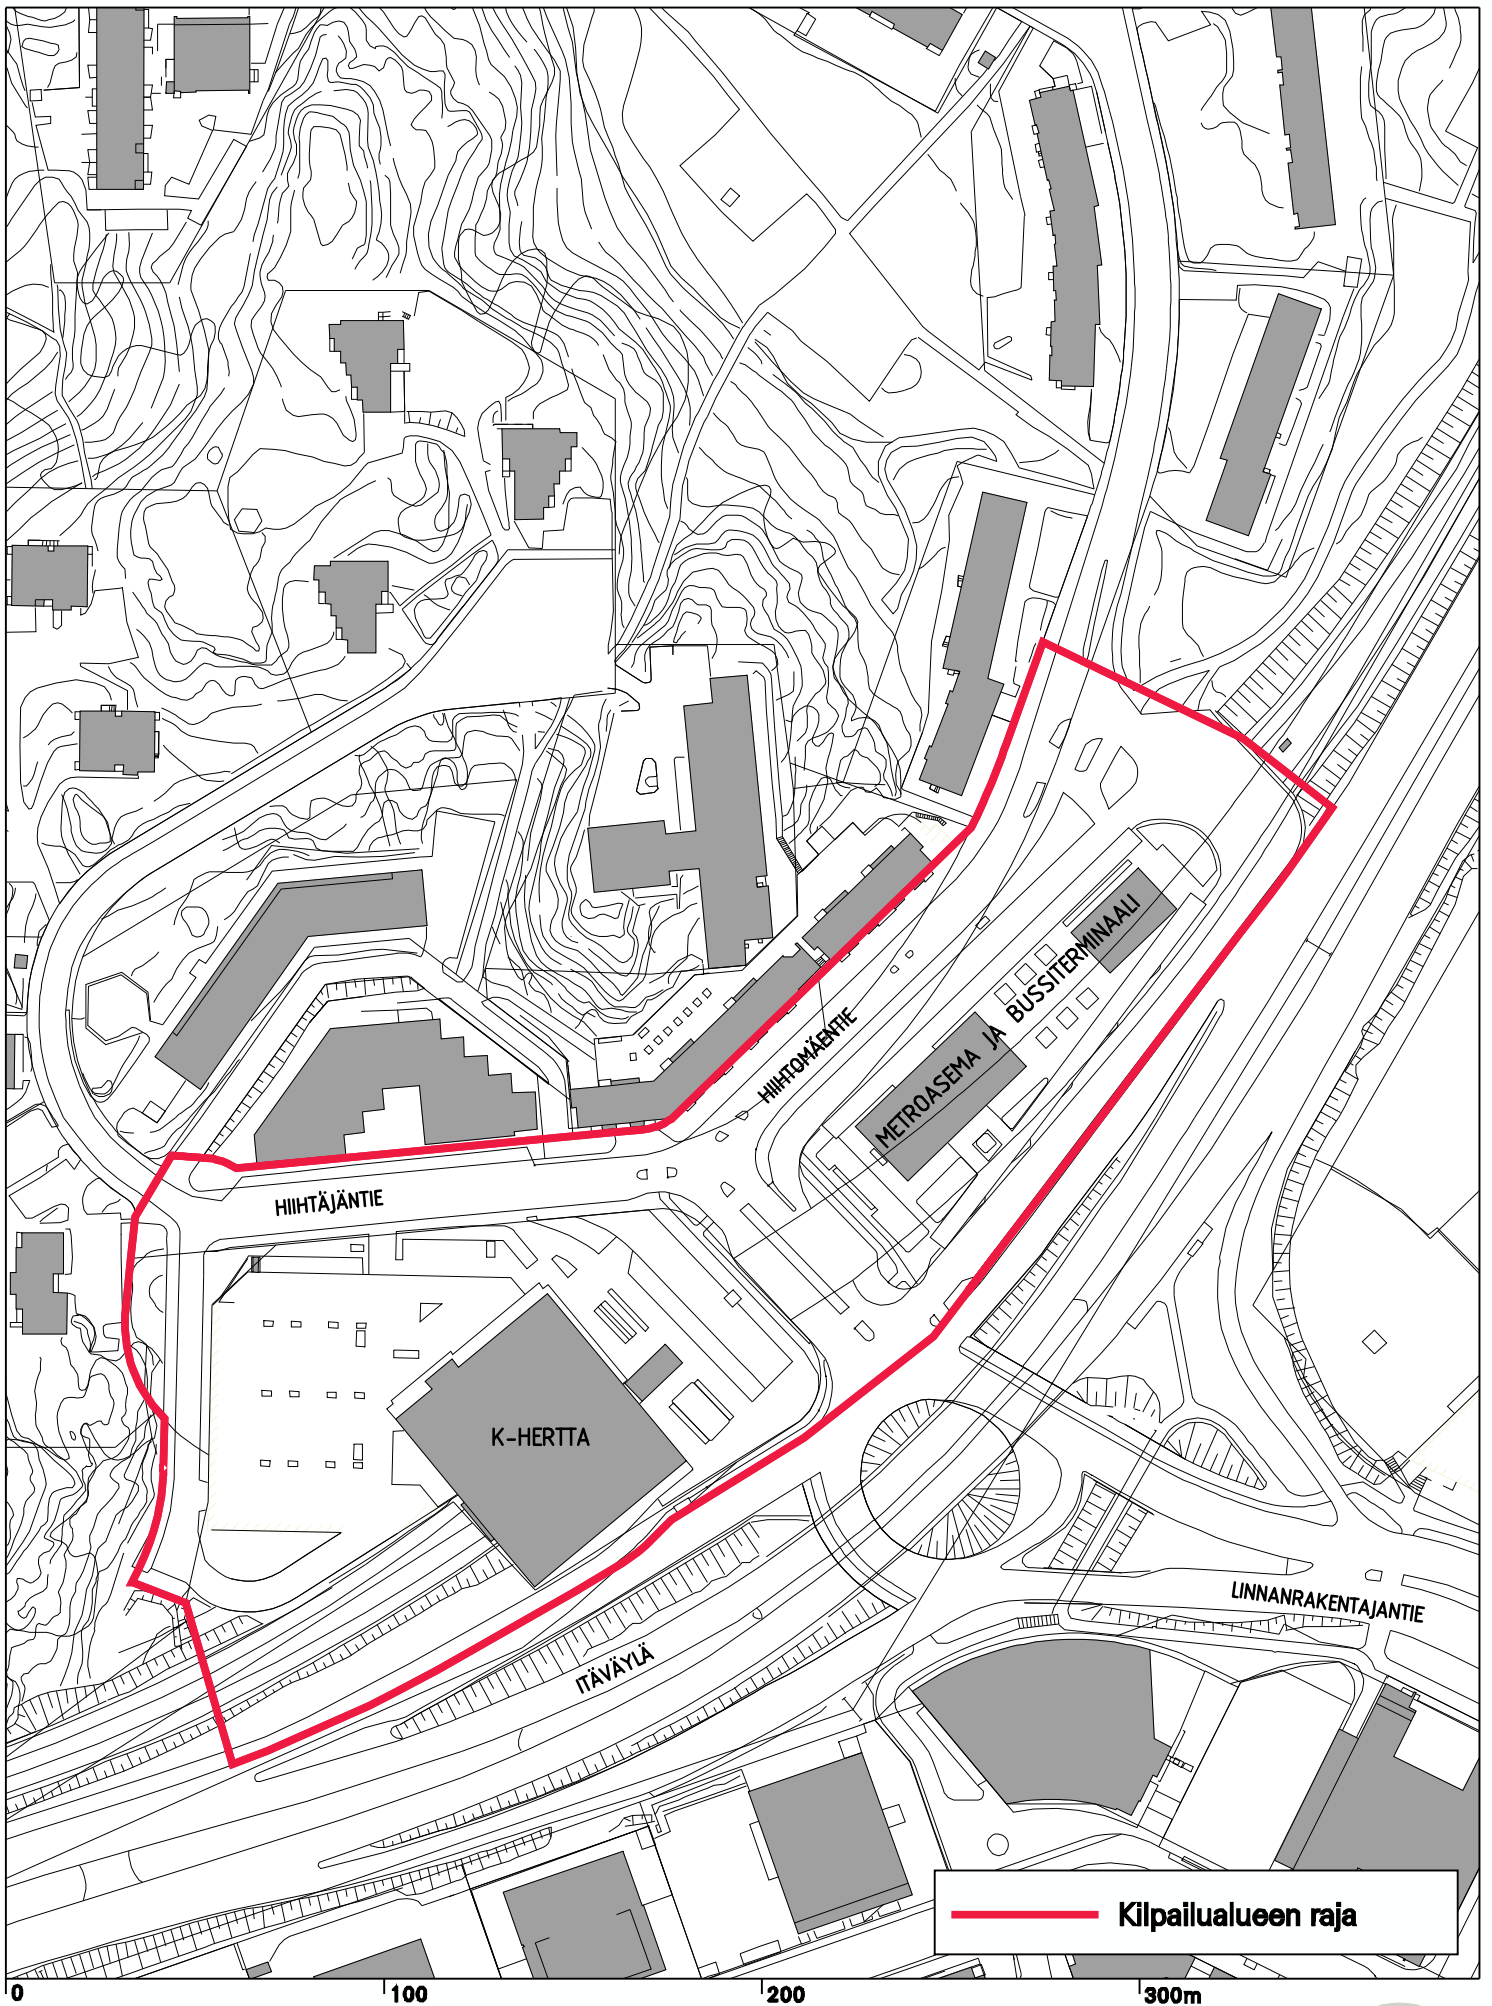 METROASEMA JA BUSSITERMINAALI
HIIHTOMÄENTIE
HIIHTÄJÄNTIE
K-HERTTA
LINNANRAKENTAJANTIE
ITÄVÄYLÄ
Kilpailualueen raja
0 100 200 300m